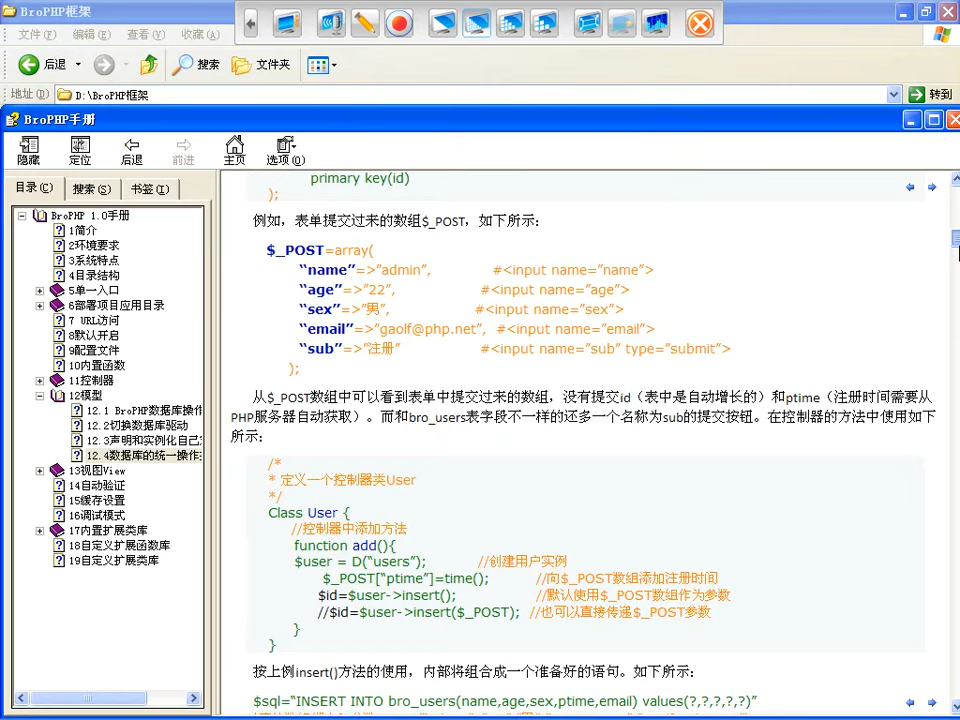 BroPHP框架
文件(F) 编辑(E) 查看(V) 收藏(A)
后退 搜索 文件夹
地址(D) D:\BroPHP框架 转到
BroPHP手册
隐藏 定位 后退 前进 主页 选项(O)
目录(C) 搜索(S) 书签(I)
BroPHP 1.0手册
1简介
2环境要求
3系统特点
4目录结构
5单一入口
6部署项目应用目录
7 URL访问
8默认开启
9配置文件
10内置函数
11控制器
12模型
12.1 BroPHP数据库操作
12.2切换数据库驱动
12.3声明和实例化自己
12.4数据库的统一操作
13视图View
14自动验证
15缓存设置
16调试模式
17内置扩展类库
18自定义扩展函数库
19自定义扩展类库
primary key(id)
);
例如，表单提交过来的数组$_POST，如下所示：
$_POST=array(
“name”=>”admin”, #<input name=”name”>
“age”=>”22”, #<input name=”age”>
“sex”=>”男”, #<input name=”sex”>
“email”=>”gaolf@php.net”, #<input name=”email”>
“sub”=>”注册” #<input name=”sub” type=”submit”>
);
从$_POST数组中可以看到表单中提交过来的数组，没有提交id（表中是自动增长的）和ptime（注册时间需要从
PHP服务器自动获取）。而和bro_users表字段不一样的还多一个名称为sub的提交按钮。在控制器的方法中使用如下
所示：
/*
* 定义一个控制器类User
*/
Class User {
//控制器中添加方法
function add(){
$user = D(“users”); //创建用户实例
$_POST[“ptime”]=time(); //向$_POST数组添加注册时间
$id=$user->insert(); //默认使用$_POST数组作为参数
//$id=$user->insert($_POST); //也可以直接传递$_POST参数
}
}
按上例insert()方法的使用，内部将组合成一个准备好的语句。如下所示：
$sql=“INSERT INTO bro_users(name,age,sex,ptime,email) values(?,?,?,?,?)”